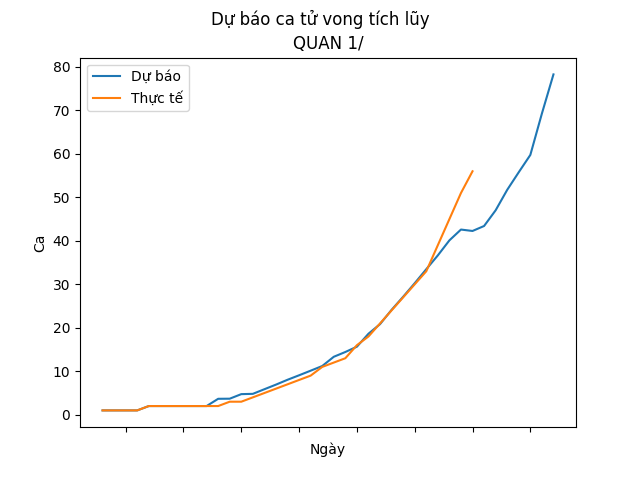 Dự báo ca tử vong tích lũy
QUAN 1/
Dự báo
Thực tế
80
70
60
50
40
30
20
10
0
Ca
Ngày